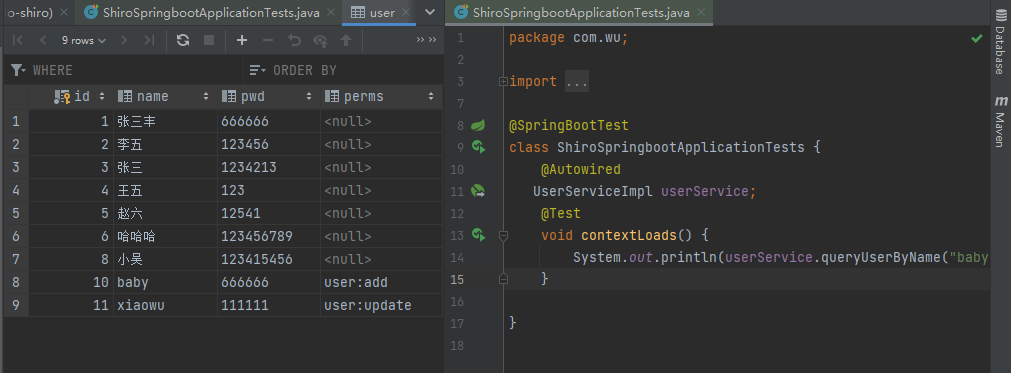 o-shiro)
ShiroSpringbootApplicationTests.java
user
9 rows
WHERE
ORDER BY
id name pwd perms
1 1 张三丰 666666 <null>
2 2 李五 123456 <null>
3 3 张三 1234213 <null>
4 4 王五 123 <null>
5 5 赵六 12541 <null>
6 6 哈哈哈 123456789 <null>
7 8 小吴 123415456 <null>
8 10 baby 666666 user:add
9 11 xiaowu 111111 user:update
ShiroSpringbootApplicationTests.java
1 package com.wu;
2
3 import ...
7
8 @SpringBootTest
9 class ShiroSpringbootApplicationTests {
10 @Autowired
11 UserServiceImpl userService;
12 @Test
13 void contextLoads() {
14 System.out.println(userService.queryUserByName("baby
15 }
16
17 }
18
Database
m Maven